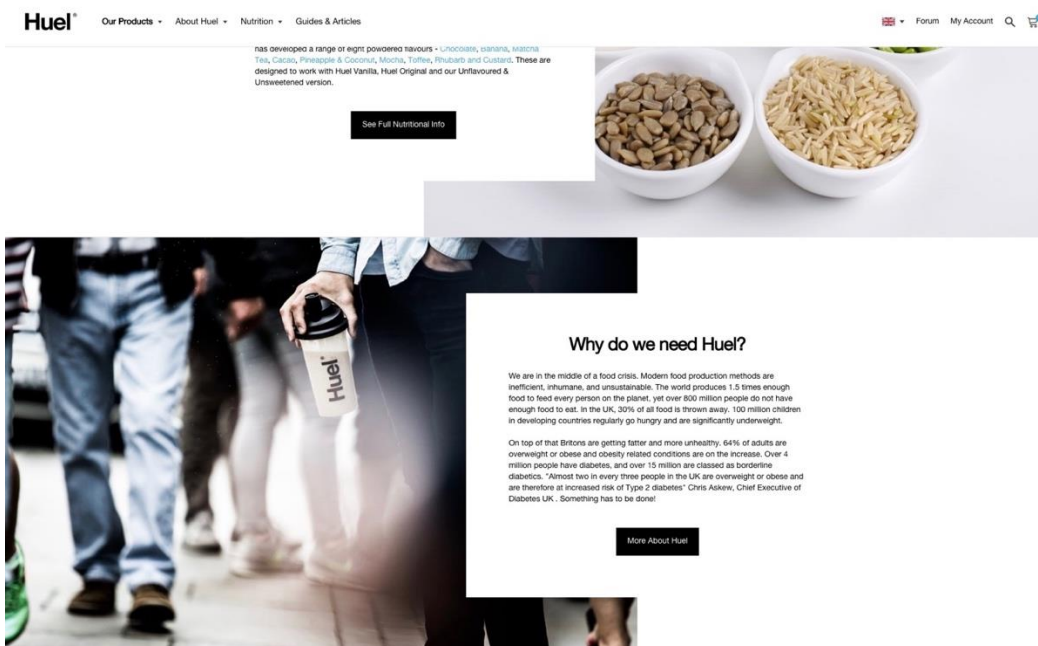 Huel®
Our Products
About Huel
Nutrition
Guides & Articles
Forum
My Account
has developed a range of eight powdered flavours - Chocolate, Banana, Matcha
Tea, Cacao, Pineapple & Coconut, Mocha, Toffee, Rhubarb and Custard. These are
designed to work with Huel Vanilla, Huel Original and our Unflavoured &
Unsweetened version.
See Full Nutritional Info
Huel®
Why do we need Huel?
We are in the middle of a food crisis. Modern food production methods are
inefficient, inhumane, and unsustainable. The world produces 1.5 times enough
food to feed every person on the planet, yet over 800 million people do not have
enough food to eat. In the UK, 30% of all food is thrown away. 100 million children
in developing countries regularly go hungry and are significantly underweight.
On top of that Britons are getting fatter and more unhealthy. 64% of adults are
overweight or obese and obesity related conditions are on the increase. Over 4
million people have diabetes, and over 15 million are classed as borderline
diabetics. "Almost two in every three people in the UK are overweight or obese and
are therefore at increased risk of Type 2 diabetes" Chris Askew, Chief Executive of
Diabetes UK . Something has to be done!
More About Huel